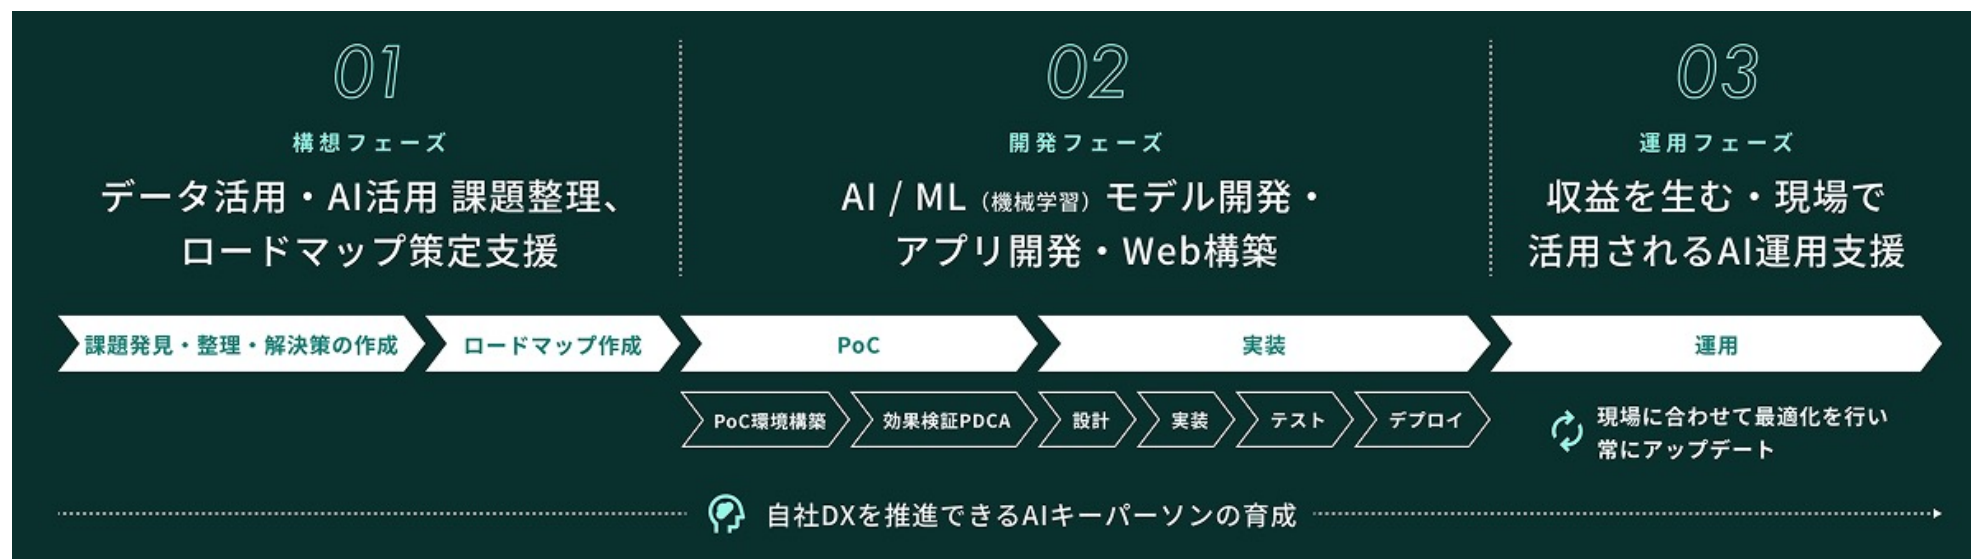 01
構想フェーズ
データ活用・AI活用 課題整理、
ロードマップ策定支援
02
開発フェーズ
AI / ML（機械学習）モデル開発・
アプリ開発・Web構築
03
運用フェーズ
収益を生む・現場で
活用されるAI運用支援
課題発見・整理・解決策の作成
ロードマップ作成
PoC
実装
運用
PoC環境構築
効果検証PDCA
設計
実装
テスト
デプロイ
現場に合わせて最適化を行い
常にアップデート
自社DXを推進できるAIキーパーソンの育成